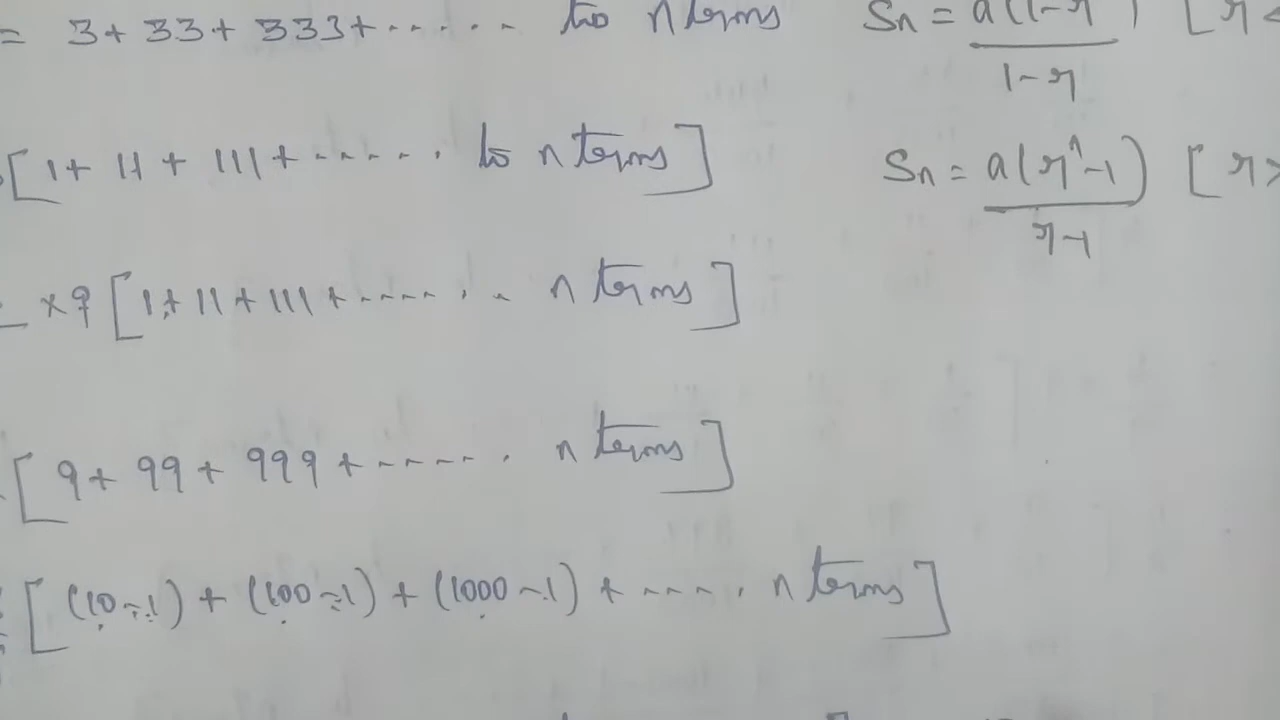 = 3+ 33+ 333+...... to n terms
Sn = a(1-r )
1-r
[1+ 11 + 111+...... to n terms]
Sn = a(r^n-1) [r>
r-1
×9 [1+11+111+....... n terms]
[9+ 99+ 999+...... n terms]
[(10-1)+(100-1)+(1000-1)+..... n terms]